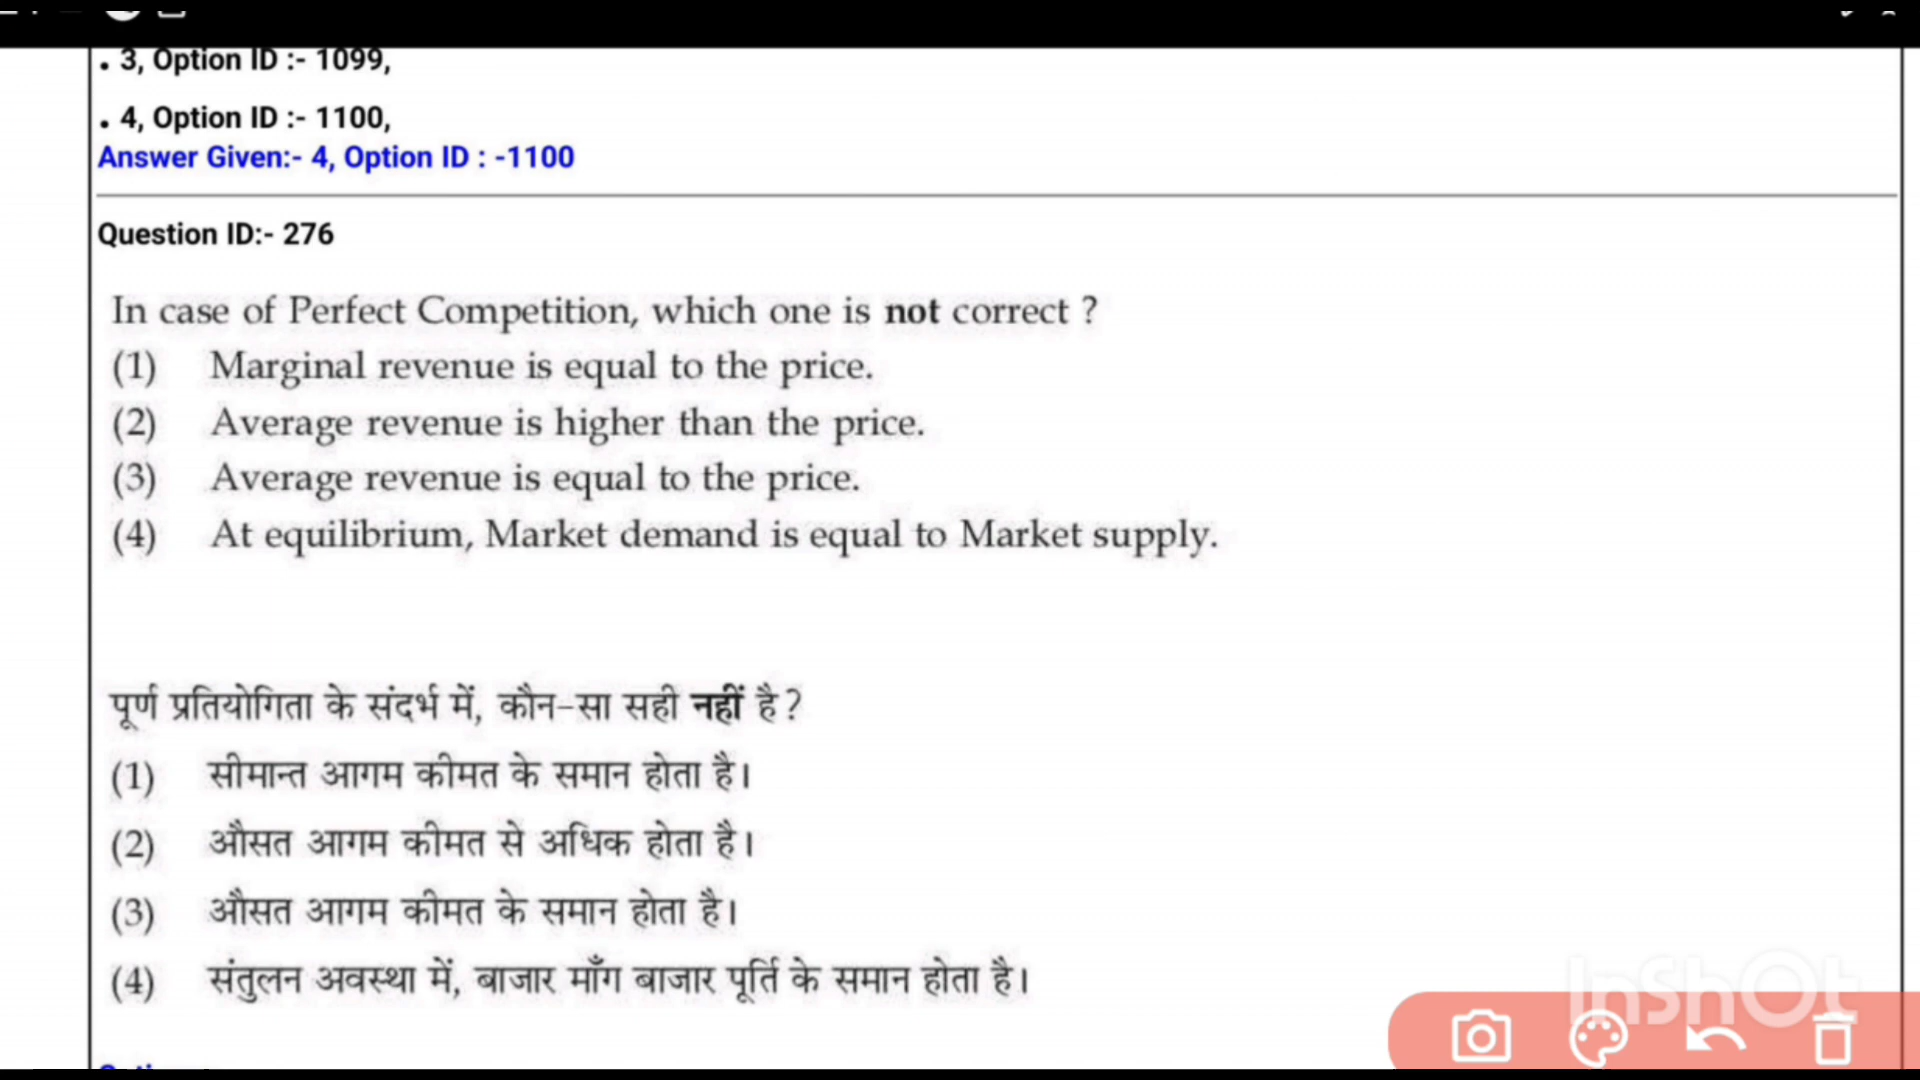 . 3, Option ID :- 1099,
. 4, Option ID :- 1100,
Answer Given:- 4, Option ID : -1100
Question ID:- 276
In case of Perfect Competition, which one is not correct ?
(1) Marginal revenue is equal to the price.
(2) Average revenue is higher than the price.
(3) Average revenue is equal to the price.
(4) At equilibrium, Market demand is equal to Market supply.
पूर्ण प्रतियोगिता के संदर्भ में, कौन-सा सही नहीं है?
(1) सीमान्त आगम कीमत के समान होता है।
(2) औसत आगम कीमत से अधिक होता है।
(3) औसत आगम कीमत के समान होता है।
(4) संतुलन अवस्था में, बाजार माँग बाजार पूर्ति के समान होता है।
InShOt